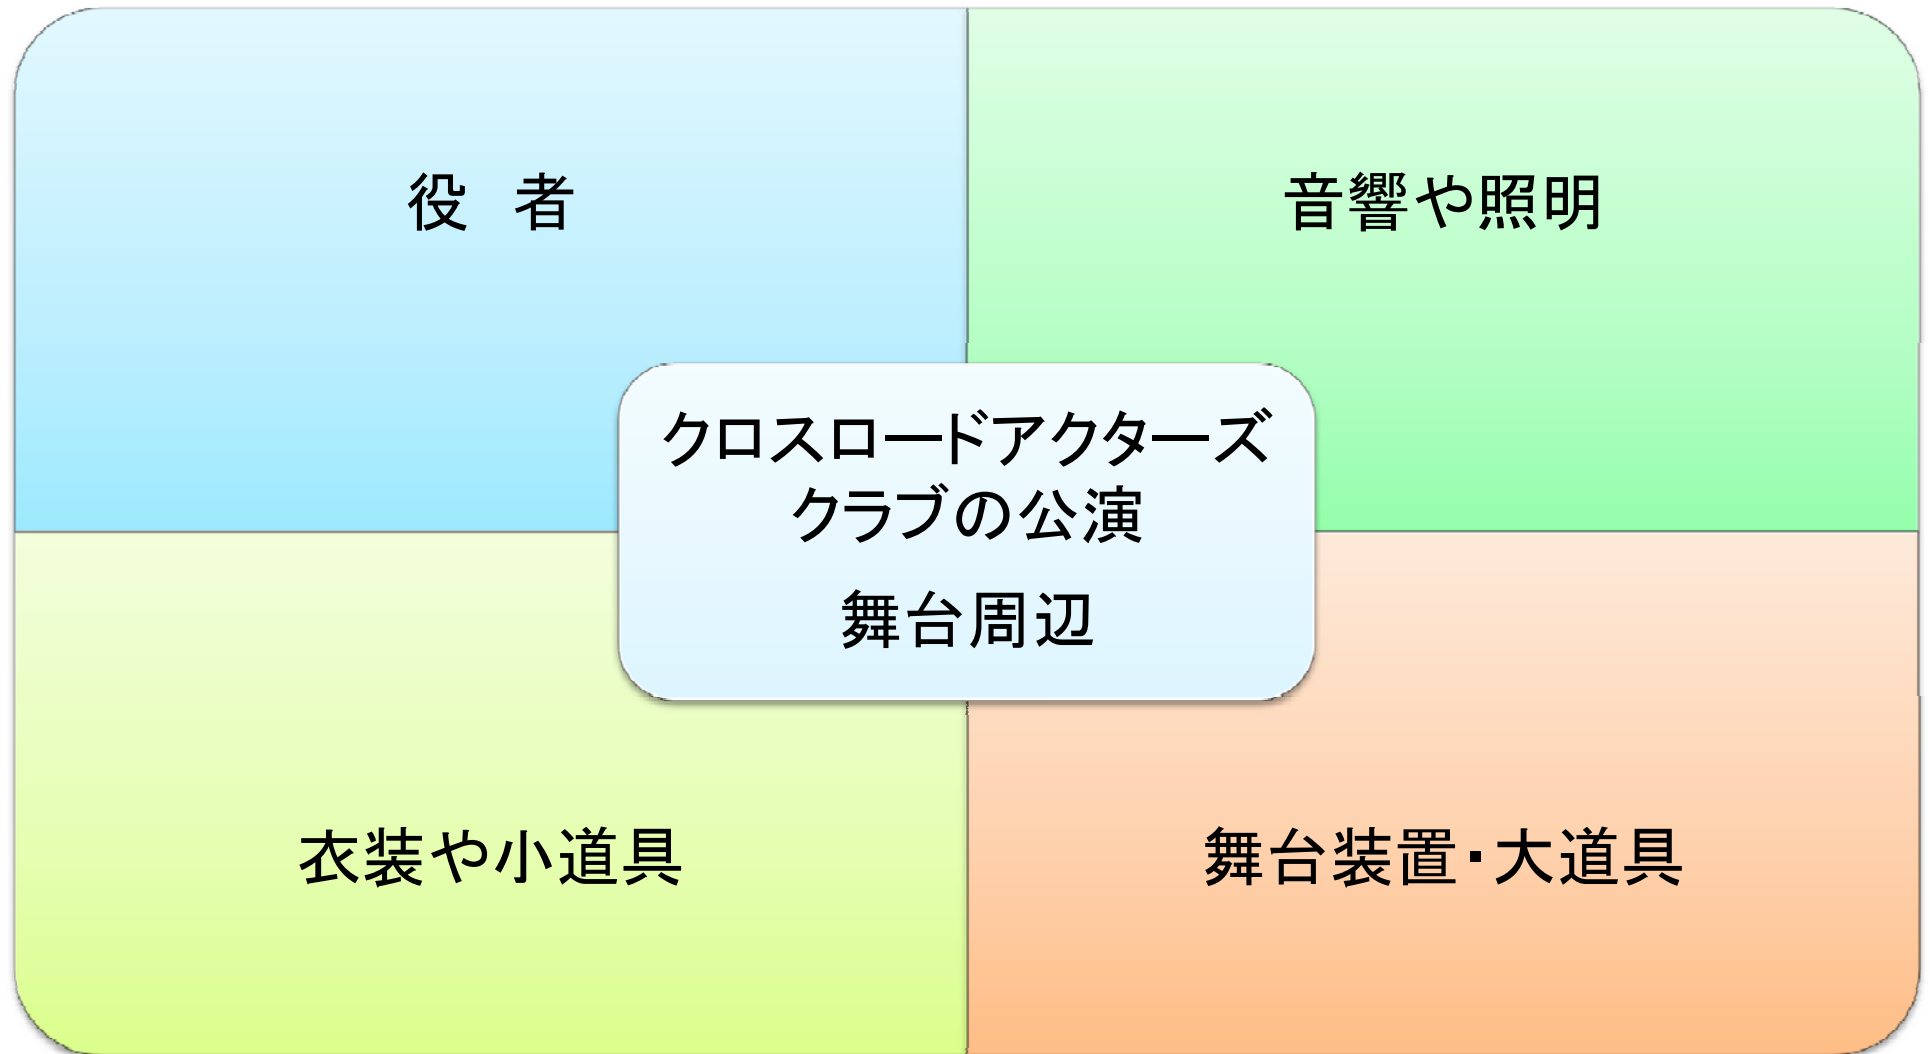 役　者
音響や照明
クロスロードアクターズ
クラブの公演
舞台周辺
衣装や小道具
舞台装置・大道具